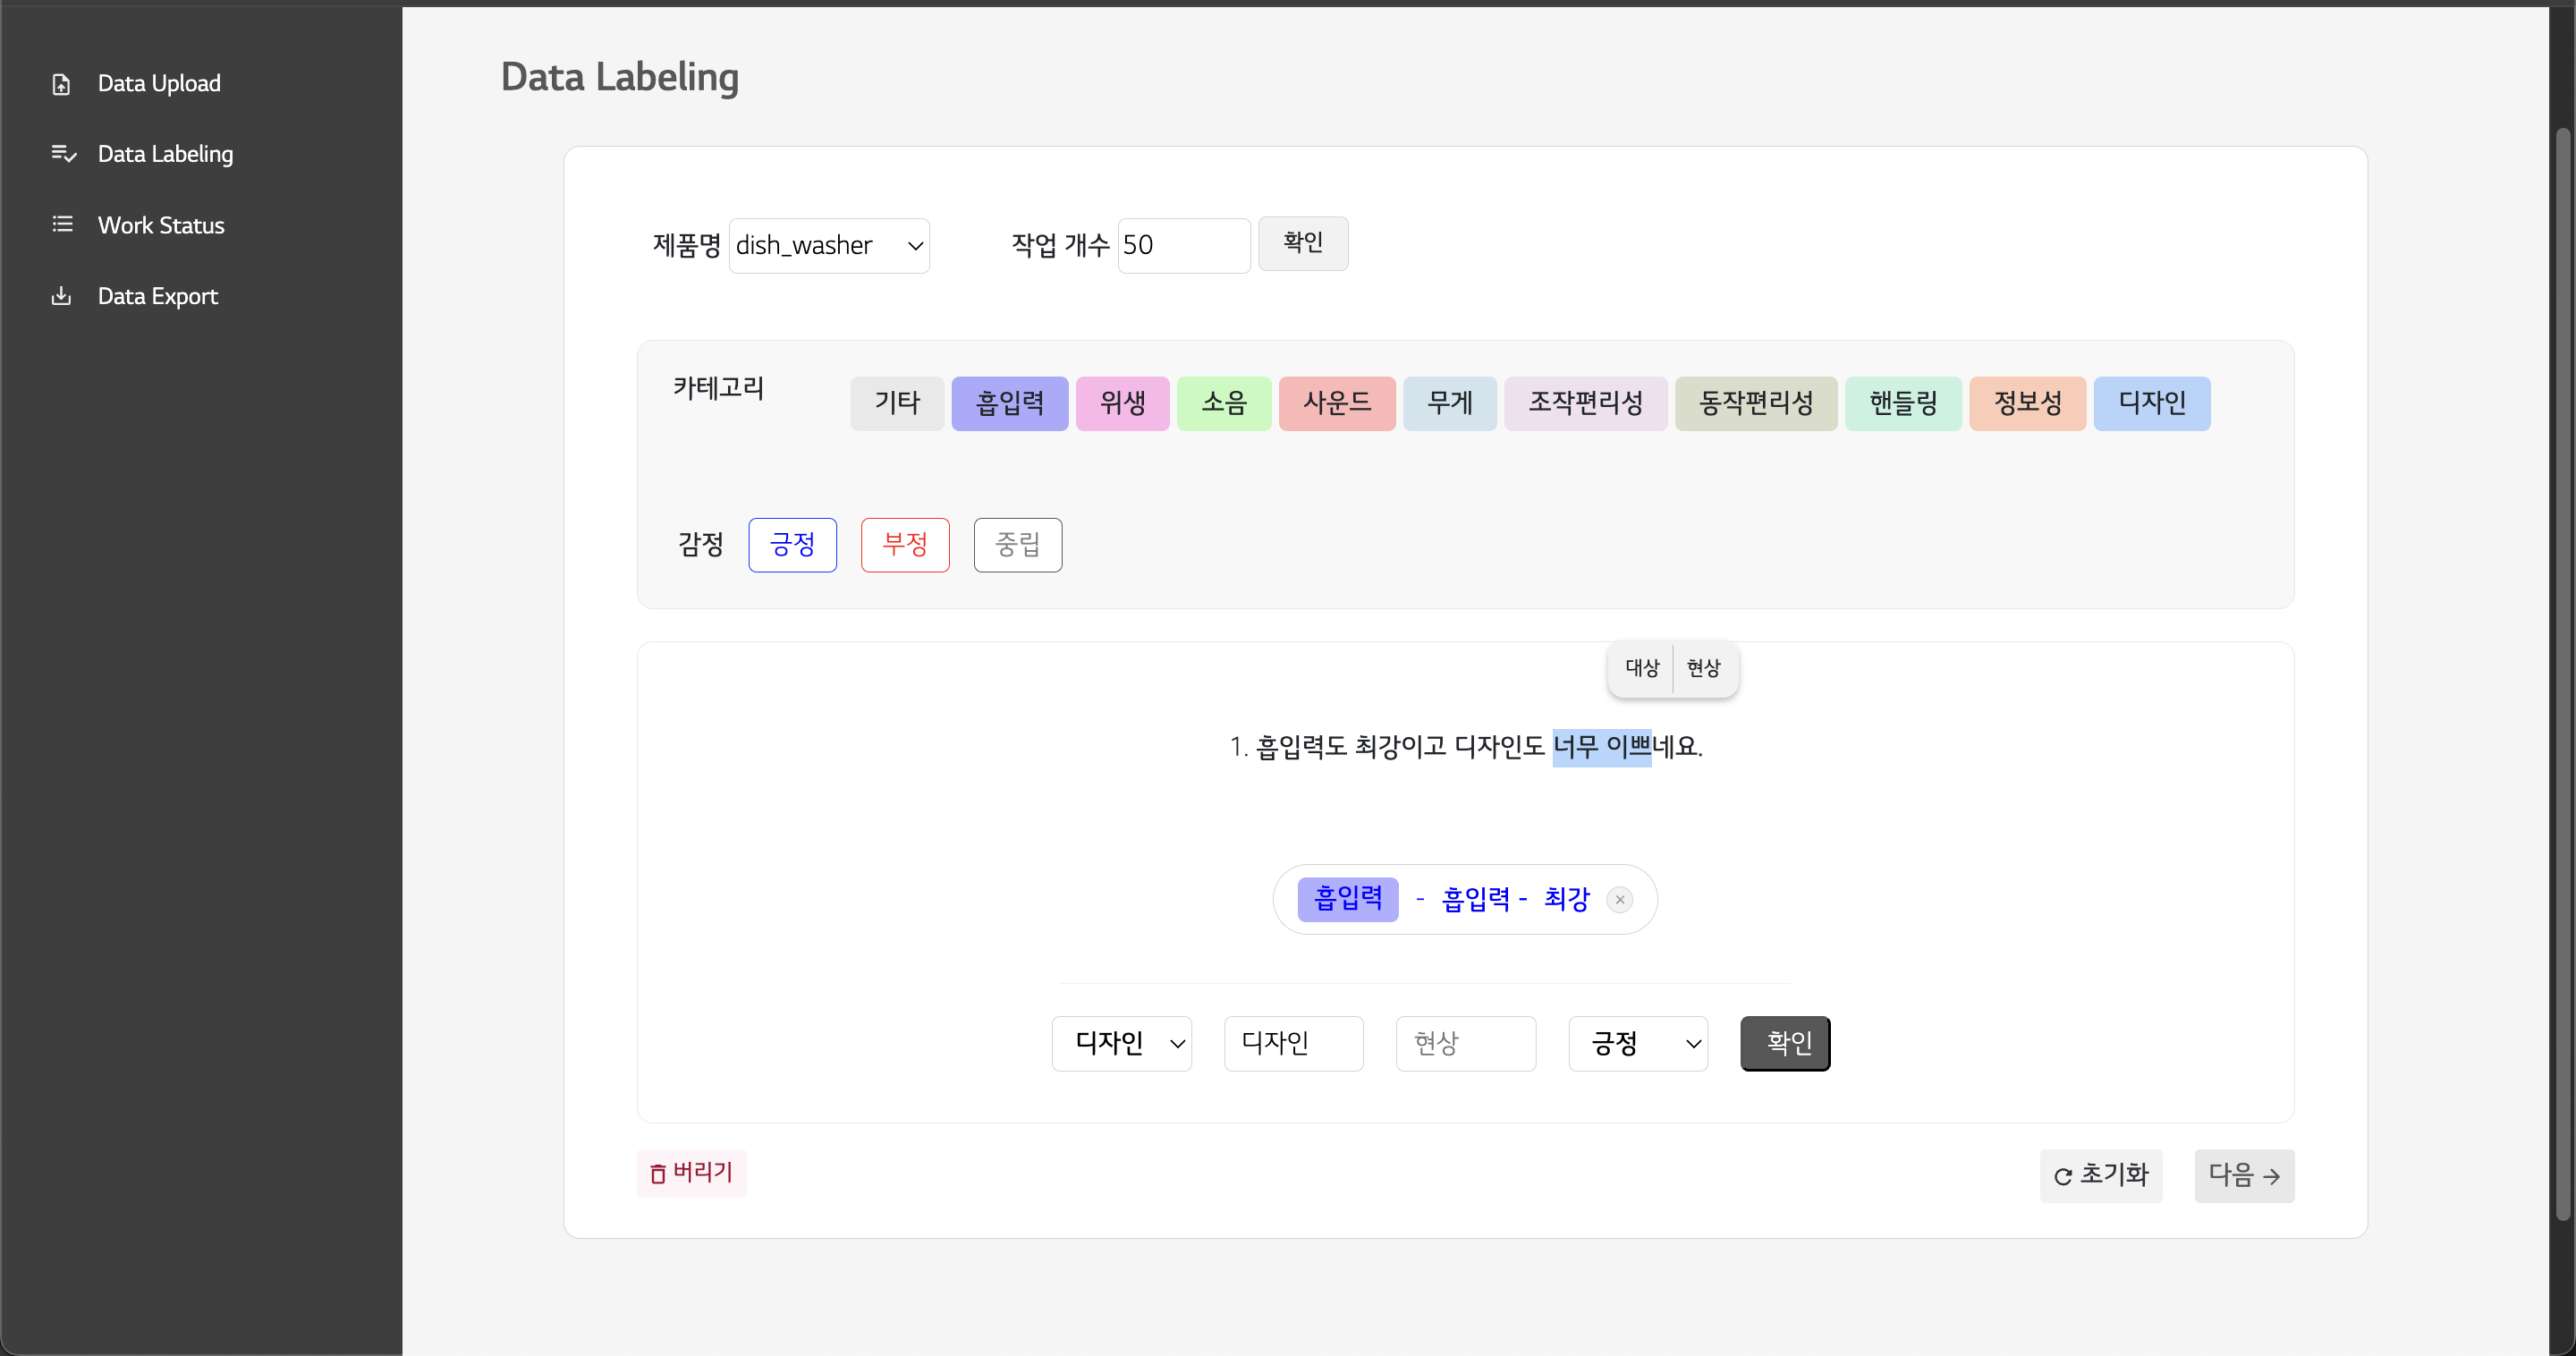 Data Upload
Data Labeling
Work Status
Data Export
Data Labeling
제품명 dish_washer 작업 개수 50 확인
카테고리 기타 흡입력 위생 소음 사운드 무게 조작편리성 동작편리성 핸들링 정보성 디자인
감정 긍정 부정 중립
대상 현상
1. 흡입력도 최강이고 디자인도 너무 이쁘네요.
흡입력 - 흡입력 - 최강 ×
디자인 디자인 현상 긍정 확인
버리기 초기화 다음 →